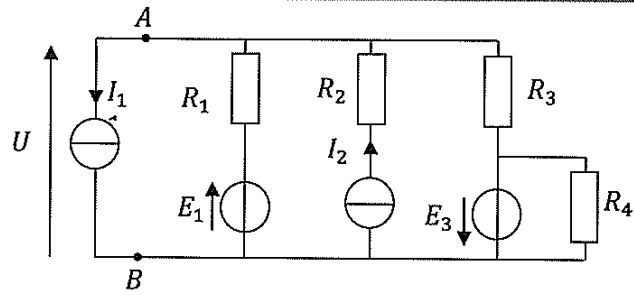 A
I₁
R₁
R₂
R₃
U
I₂
E₁
E₃
R₄
B